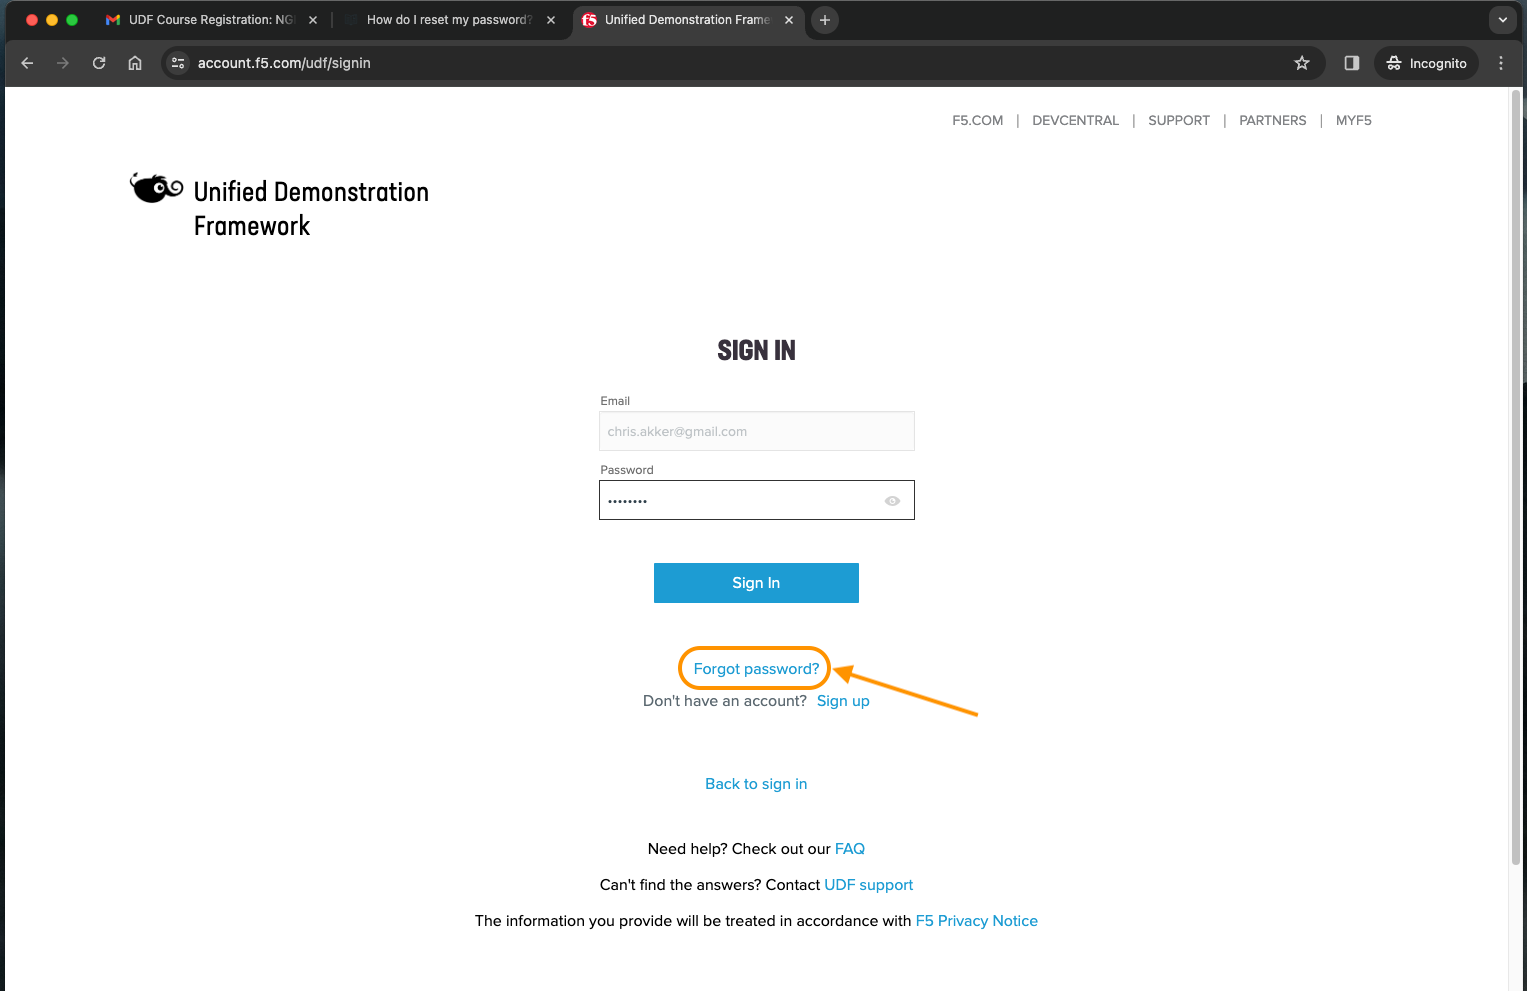 UDF Course Registration: NGI
How do I reset my password?
f5 Unified Demonstration Frame
account.f5.com/udf/signin
Incognito
F5.COM | DEVCENTRAL | SUPPORT | PARTNERS | MYF5
Unified Demonstration
Framework
SIGN IN
Email
chris.akker@gmail.com
Password
••••••••
Sign In
Forgot password?
Don't have an account? Sign up
Back to sign in
Need help? Check out our FAQ
Can't find the answers? Contact UDF support
The information you provide will be treated in accordance with F5 Privacy Notice